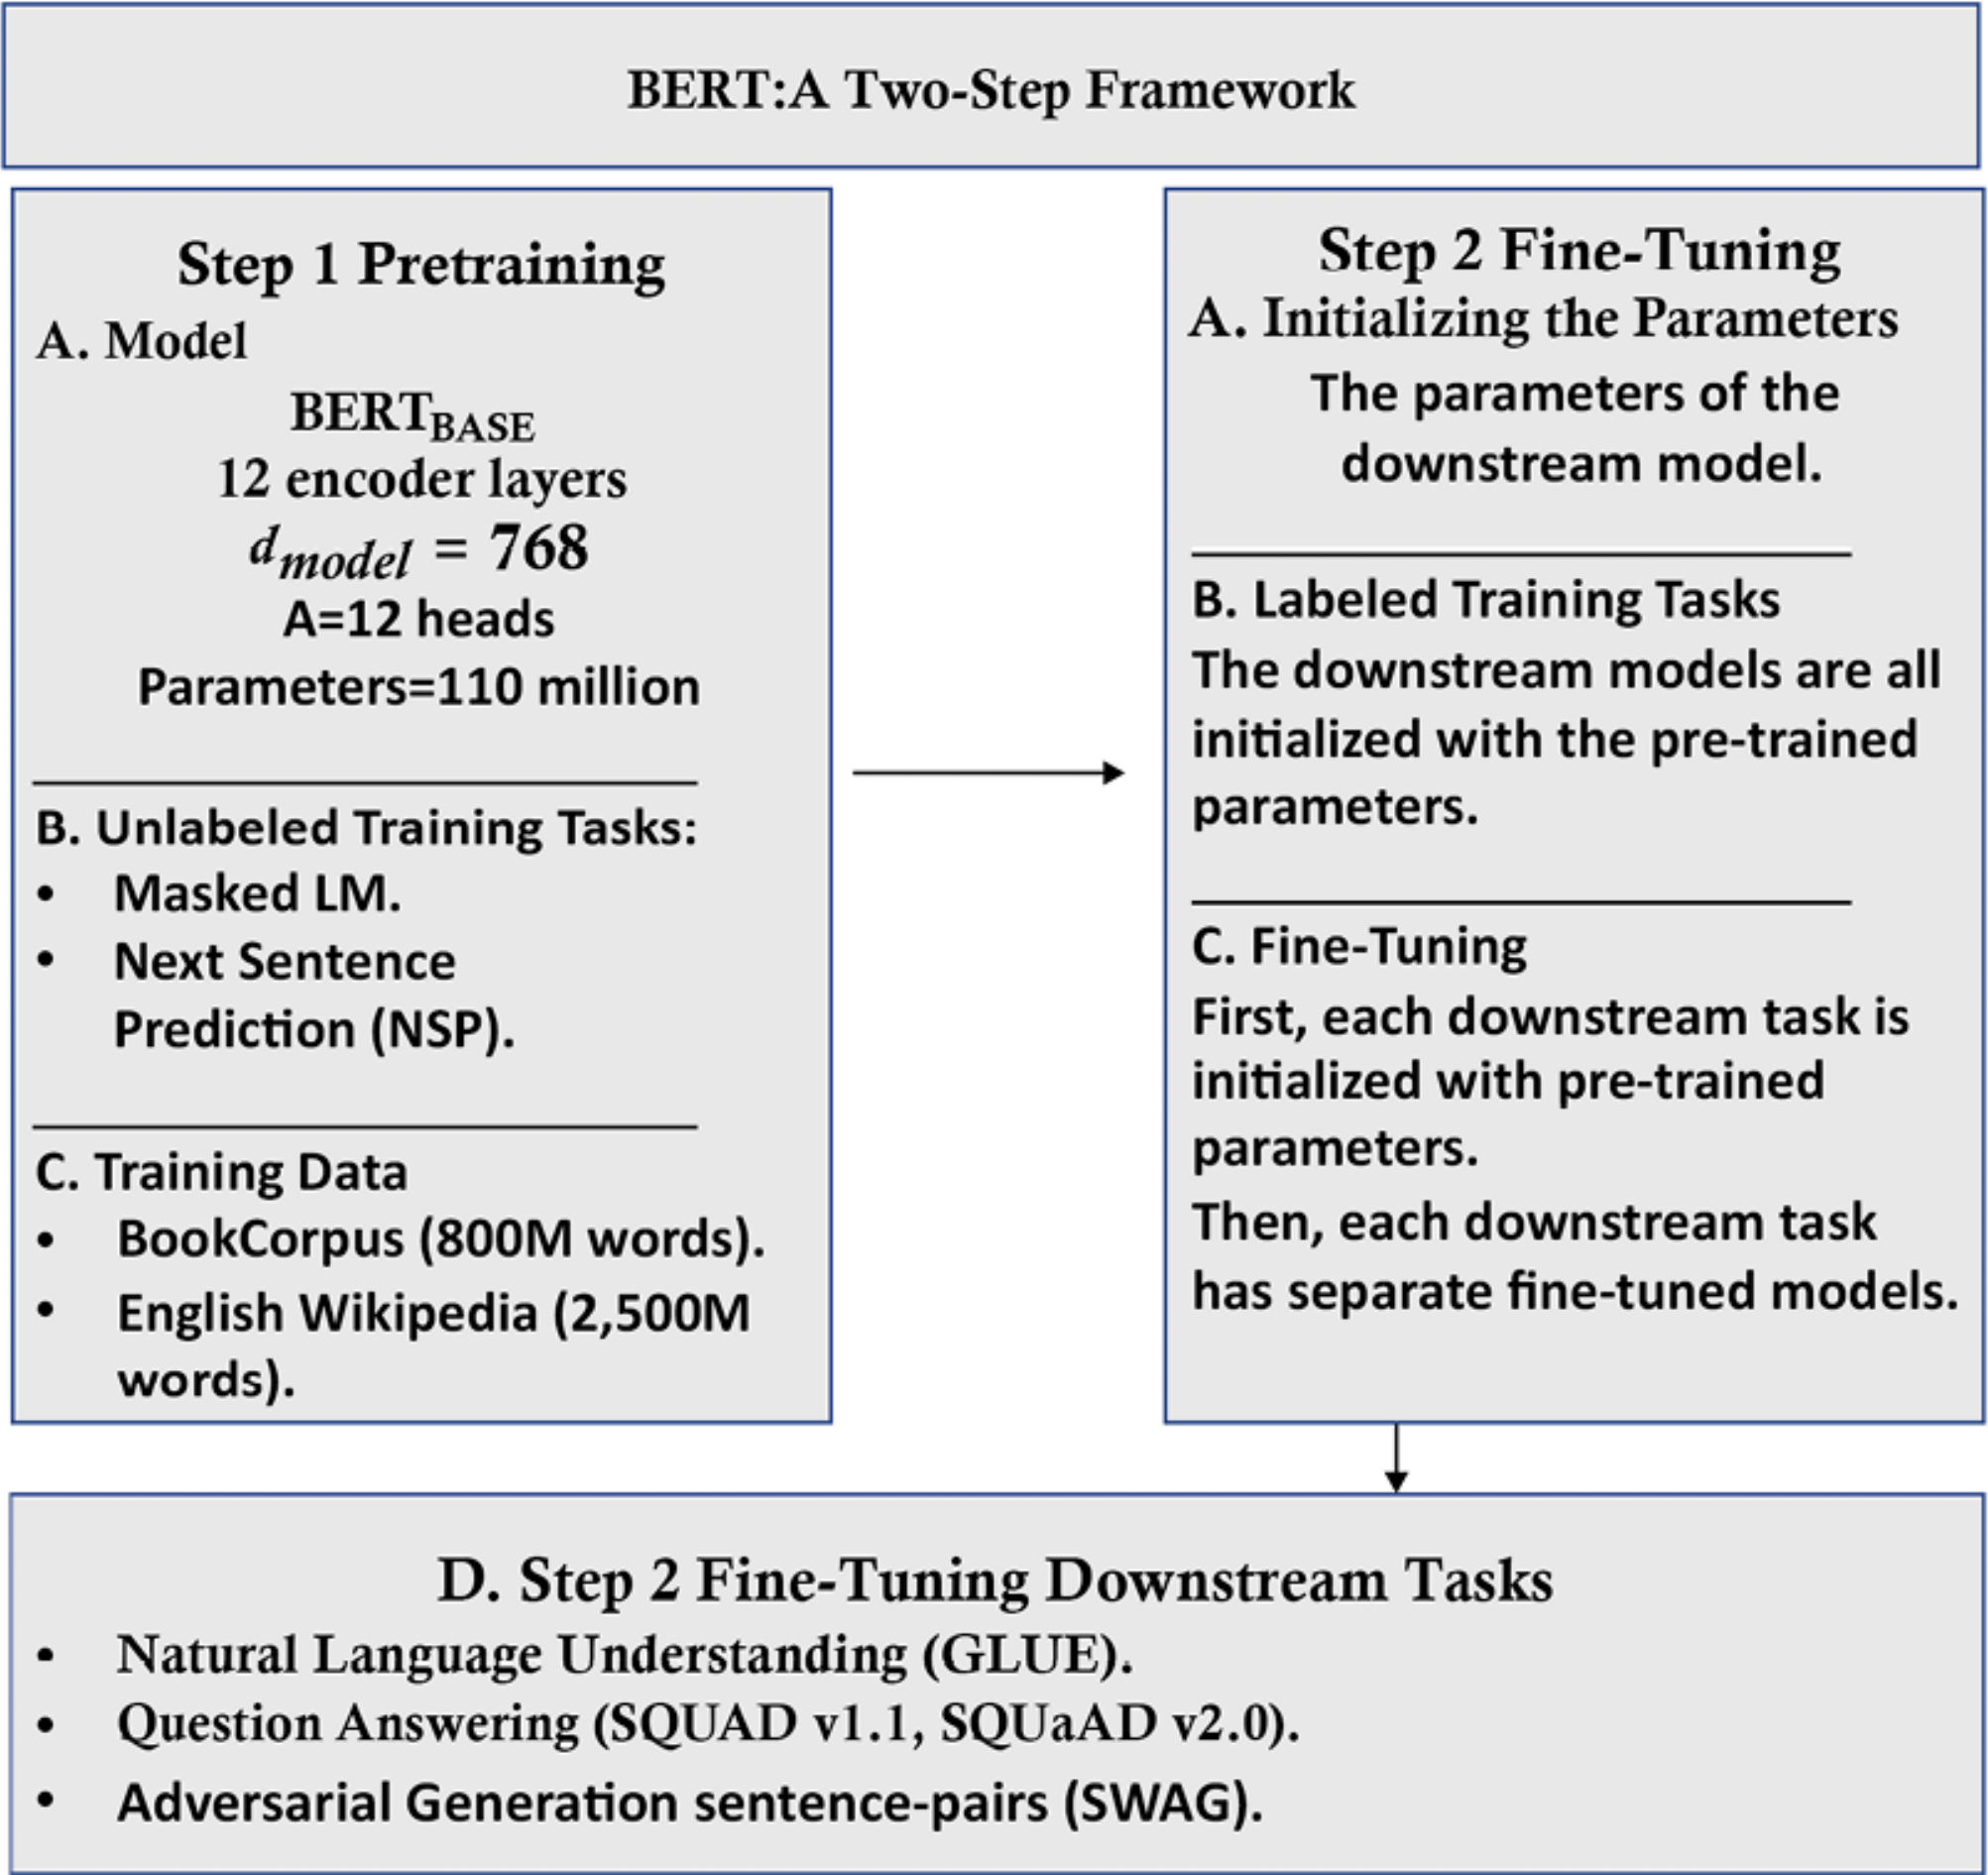 BERT:A Two-Step Framework
Step 1 Pretraining
A. Model
BERT_BASE
12 encoder layers
d_model = 768
A=12 heads
Parameters=110 million
B. Unlabeled Training Tasks:
• Masked LM.
• Next Sentence
Prediction (NSP).
C. Training Data
• BookCorpus (800M words).
• English Wikipedia (2,500M
words).
Step 2 Fine-Tuning
A. Initializing the Parameters
The parameters of the
downstream model.
B. Labeled Training Tasks
The downstream models are all
initialized with the pre-trained
parameters.
C. Fine-Tuning
First, each downstream task is
initialized with pre-trained
parameters.
Then, each downstream task
has separate fine-tuned models.
D. Step 2 Fine-Tuning Downstream Tasks
• Natural Language Understanding (GLUE).
• Question Answering (SQUAD v1.1, SQUaAD v2.0).
• Adversarial Generation sentence-pairs (SWAG).